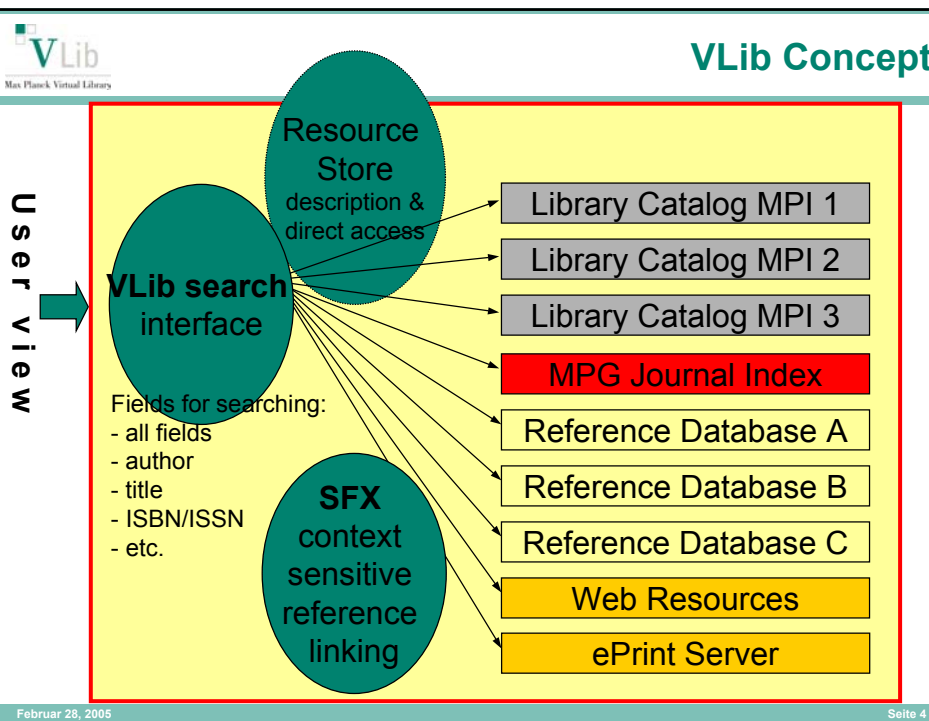 VLib
Max Planck Virtual Library
VLib Concept
User view
Resource
Store
description &
direct access
VLib search
interface
Fields for searching:
- all fields
- author
- title
- ISBN/ISSN
- etc.
SFX
context
sensitive
reference
linking
Library Catalog MPI 1
Library Catalog MPI 2
Library Catalog MPI 3
MPG Journal Index
Reference Database A
Reference Database B
Reference Database C
Web Resources
ePrint Server
Februar 28, 2005
Seite 4